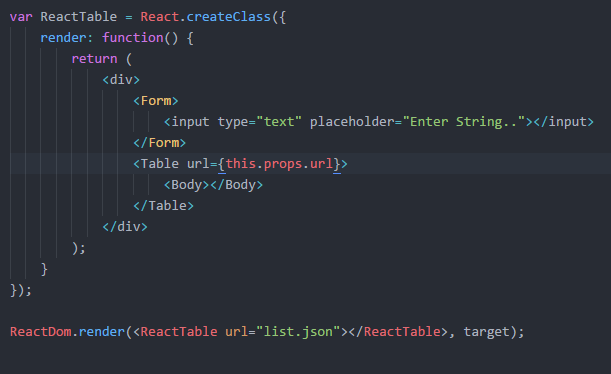 var ReactTable = React.createClass({
    render: function() {
        return (
            <div>
                <Form>
                    <input type="text" placeholder="Enter String.."></input>
                </Form>
                <Table url={this.props.url}>
                    <Body></Body>
                </Table>
            </div>
        );
    }
});

ReactDom.render(<ReactTable url="list.json"></ReactTable>, target);